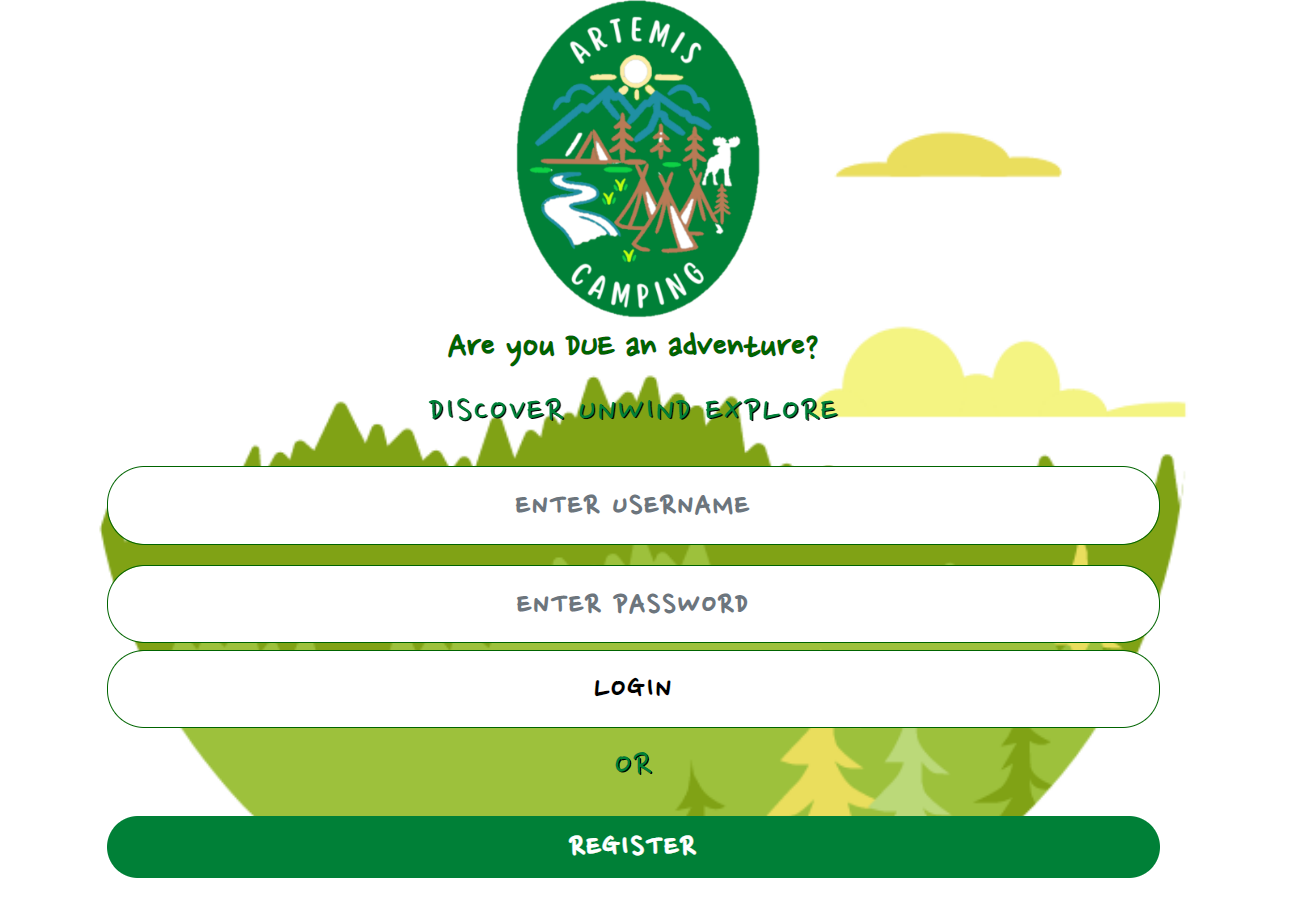 ARTEMIS
CAMPING
Are you DUE an adventure?
DISCOVER UNWIND EXPLORE
ENTER USERNAME
ENTER PASSWORD
LOGIN
OR
REGISTER